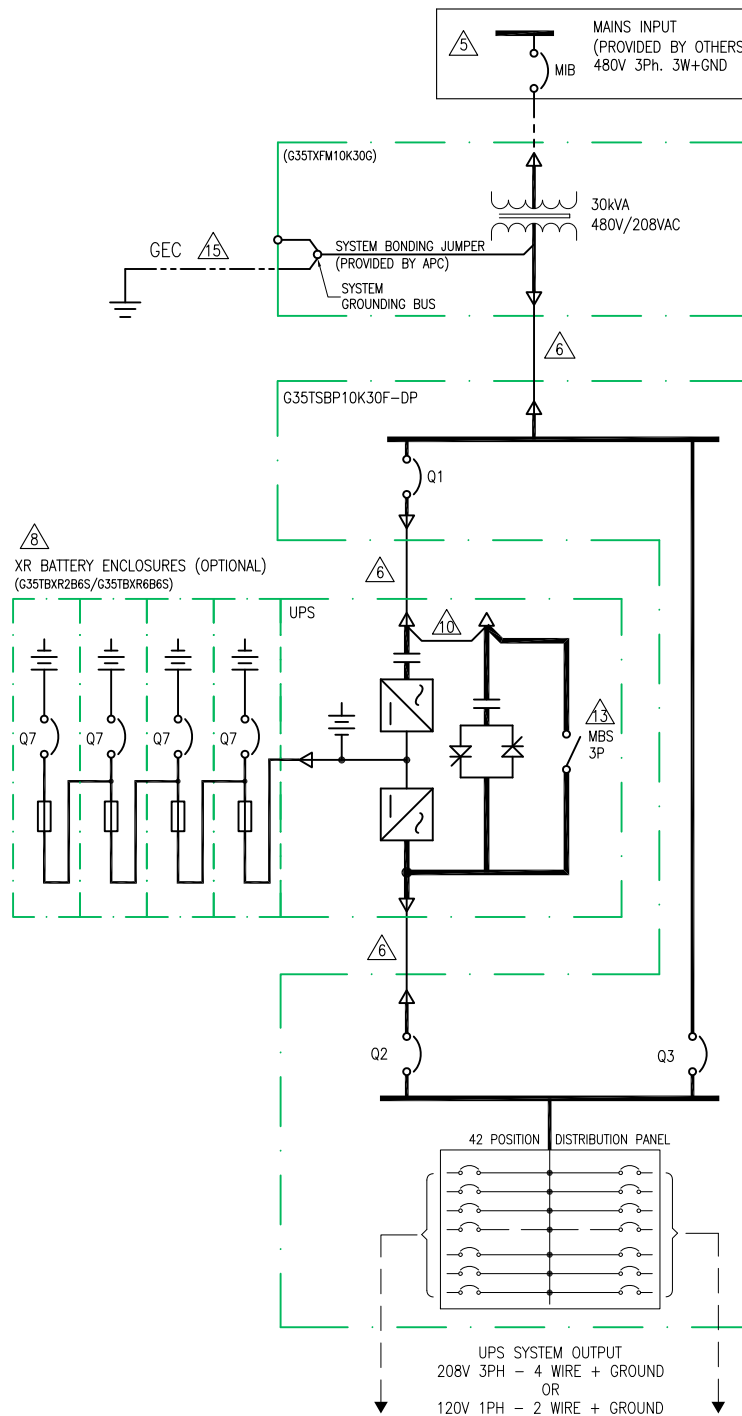 MAINS INPUT
(PROVIDED BY OTHERS
480V 3Ph. 3W+GND
5
MIB
(G35TXFM10K30G)
30kVA
480V/208VAC
GEC
15
SYSTEM BONDING JUMPER
(PROVIDED BY APC)
SYSTEM
GROUNDING BUS
6
G35TSBP10K30F-DP
Q1
8
XR BATTERY ENCLOSURES (OPTIONAL)
(G35TBXR2B6S/G35TBXR6B6S)
6
UPS
10
13
MBS
3P
Q7
Q7
Q7
Q7
6
Q2
Q3
42 POSITION DISTRIBUTION PANEL
UPS SYSTEM OUTPUT
208V 3PH - 4 WIRE + GROUND
OR
120V 1PH - 2 WIRE + GROUND